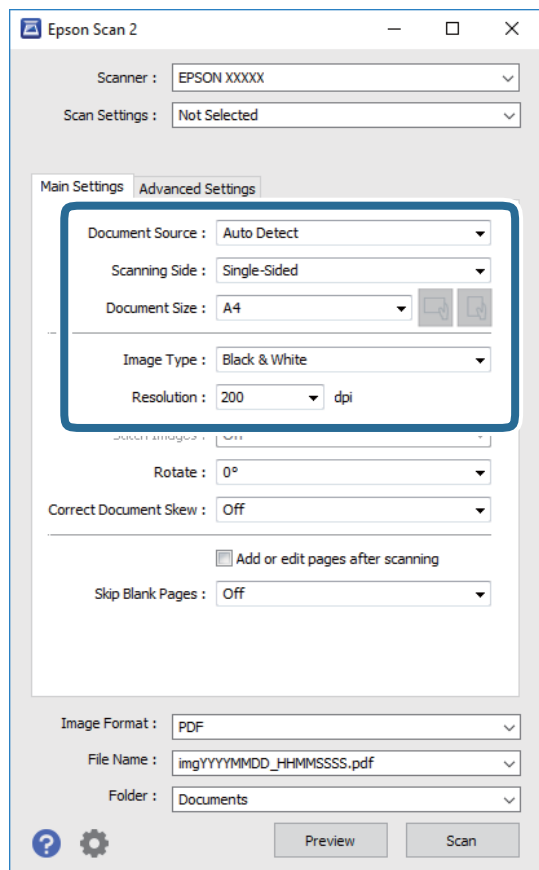 Epson Scan 2
Scanner : EPSON XXXXX
Scan Settings : Not Selected
Main Settings Advanced Settings
Document Source : Auto Detect
Scanning Side : Single-Sided
Document Size : A4
Image Type : Black & White
Resolution : 200 dpi
Rotate : 0°
Correct Document Skew : Off
Add or edit pages after scanning
Skip Blank Pages : Off
Image Format : PDF
File Name : imgYYYYMMDD_HHMMSSSS.pdf
Folder : Documents
? Preview Scan